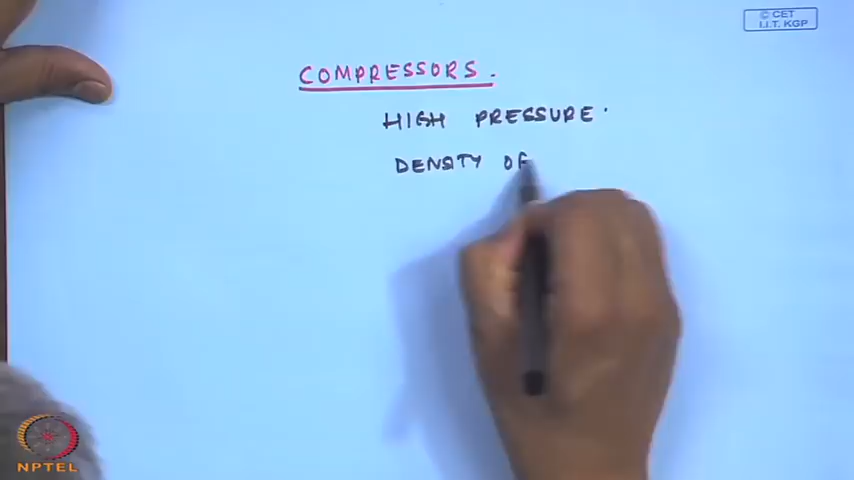 © CET
I.I.T. KGP
COMPRESSORS.
HIGH PRESSURE.
DENSITY OF
NPTEL